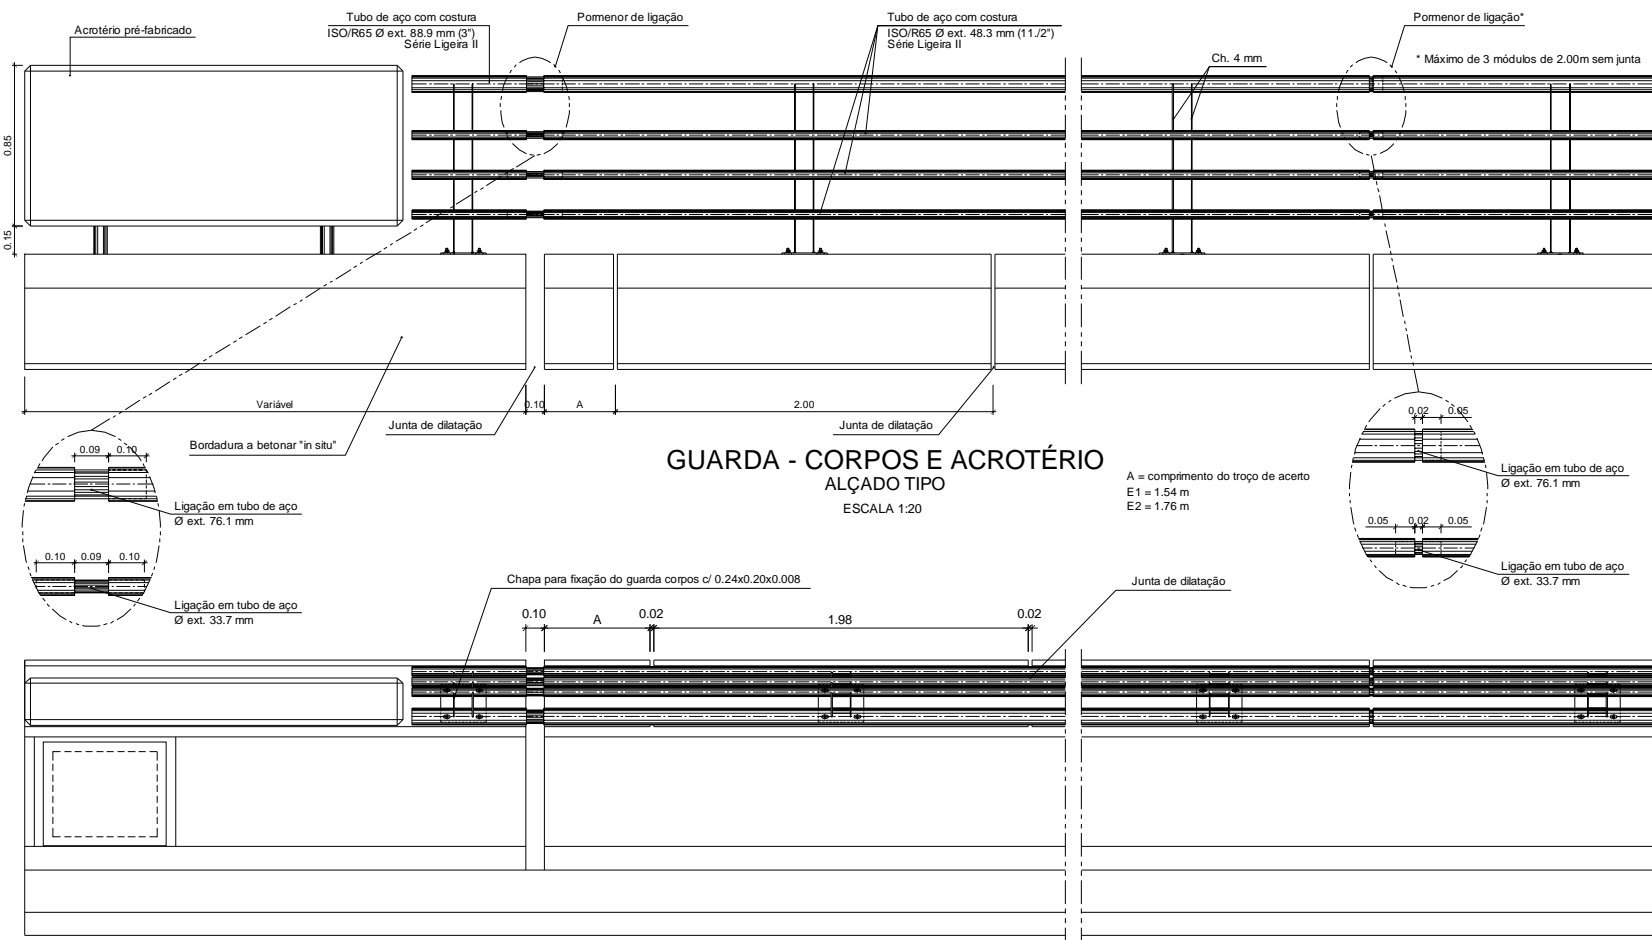 Acrotério pré-fabricado
Tubo de aço com costura
ISO/R65 Ø ext. 88.9 mm (3")
Série Ligeira II
Pormenor de ligação
Tubo de aço com costura
ISO/R65 Ø ext. 48.3 mm (11./2")
Série Ligeira II
Pormenor de ligação*
Ch. 4 mm
* Máximo de 3 módulos de 2.00m sem junta
0.85
0.15
Variável
0.10
A
2.00
Junta de dilatação
Junta de dilatação
Bordadura a betonar "in situ"
GUARDA - CORPOS E ACROTÉRIO
ALÇADO TIPO
ESCALA 1:20
A = comprimento do troço de acerto
E1 = 1.54 m
E2 = 1.76 m
0.09
0.10
Ligação em tubo de aço
Ø ext. 76.1 mm
0.10
0.09
0.10
Ligação em tubo de aço
Ø ext. 33.7 mm
0.02
0.05
Ligação em tubo de aço
Ø ext. 76.1 mm
0.05
0.02
0.05
Ligação em tubo de aço
Ø ext. 33.7 mm
Chapa para fixação do guarda corpos c/ 0.24x0.20x0.008
Junta de dilatação
0.10
A
0.02
1.98
0.02